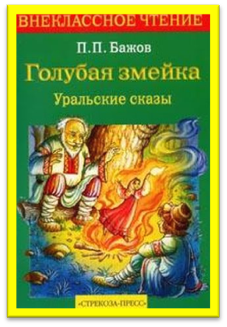 ВНЕКЛАССНОЕ ЧТЕНИЕ
П.П. Бажов
Голубая змейка
Уральские сказы
«СТРЕКОЗА-ПРЕСС»